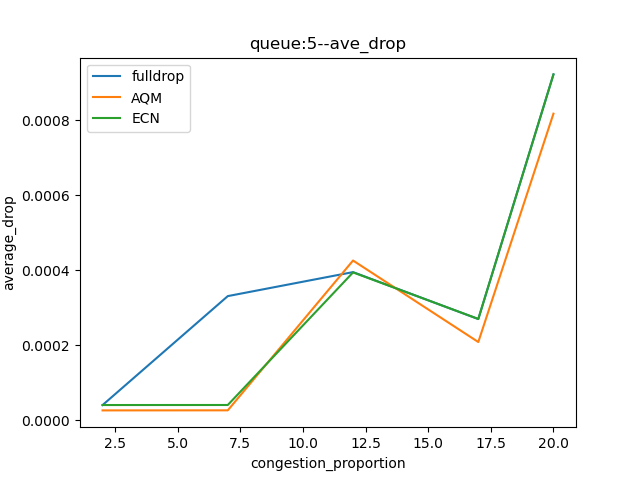 queue:5--ave_drop
fulldrop
AQM
ECN
average_drop
0.0008
0.0006
0.0004
0.0002
0.0000
2.5 5.0 7.5 10.0 12.5 15.0 17.5 20.0
congestion_proportion